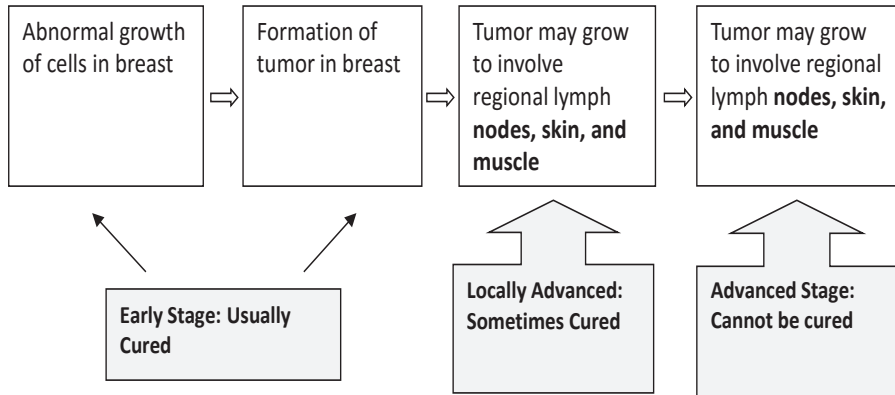 Abnormal growth
of cells in breast
Formation of
tumor in breast
Tumor may grow
to involve
regional lymph
nodes, skin, and
muscle
Tumor may grow
to involve regional
lymph nodes, skin,
and muscle
Early Stage: Usually
Cured
Locally Advanced:
Sometimes Cured
Advanced Stage:
Cannot be cured